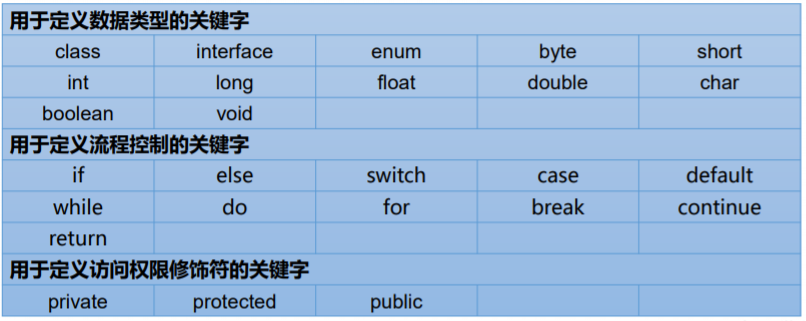 用于定义数据类型的关键字
class interface enum byte short
int long float double char
boolean void
用于定义流程控制的关键字
if else switch case default
while do for break continue
return
用于定义访问权限修饰符的关键字
private protected public